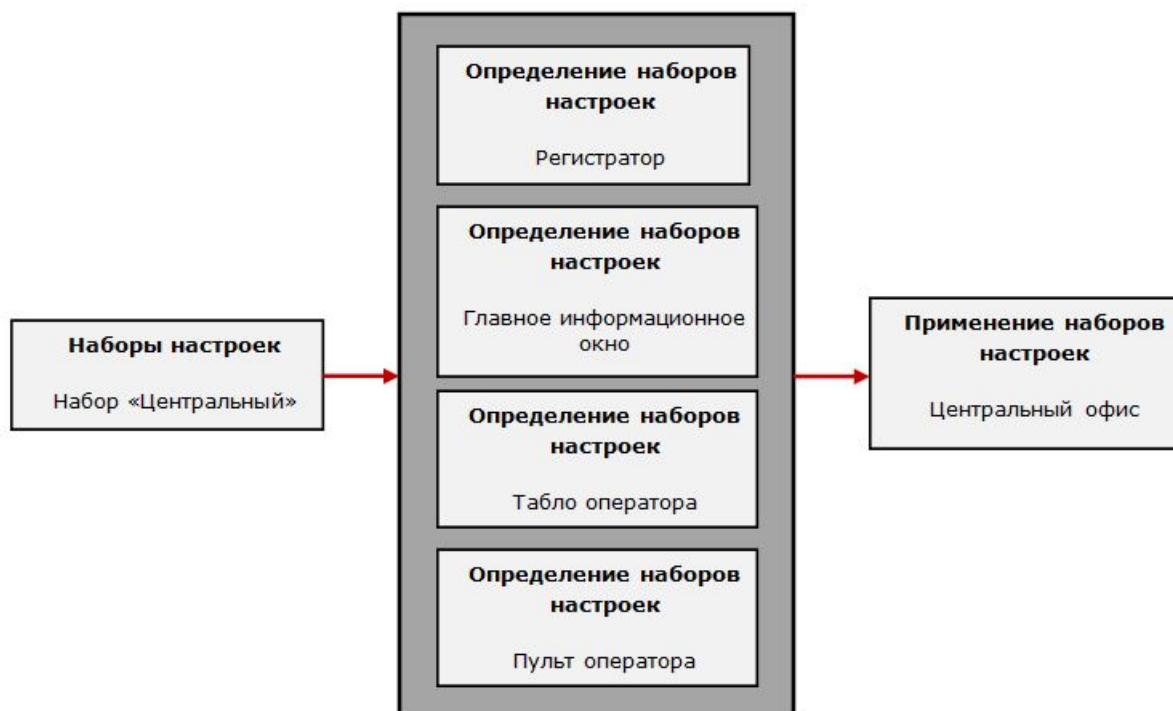 Наборы настроек
Набор «Центральный»
Определение наборов
настроек
Регистратор
Определение наборов
настроек
Главное информационное
окно
Определение наборов
настроек
Табло оператора
Определение наборов
настроек
Пульт оператора
Применение наборов
настроек
Центральный офис